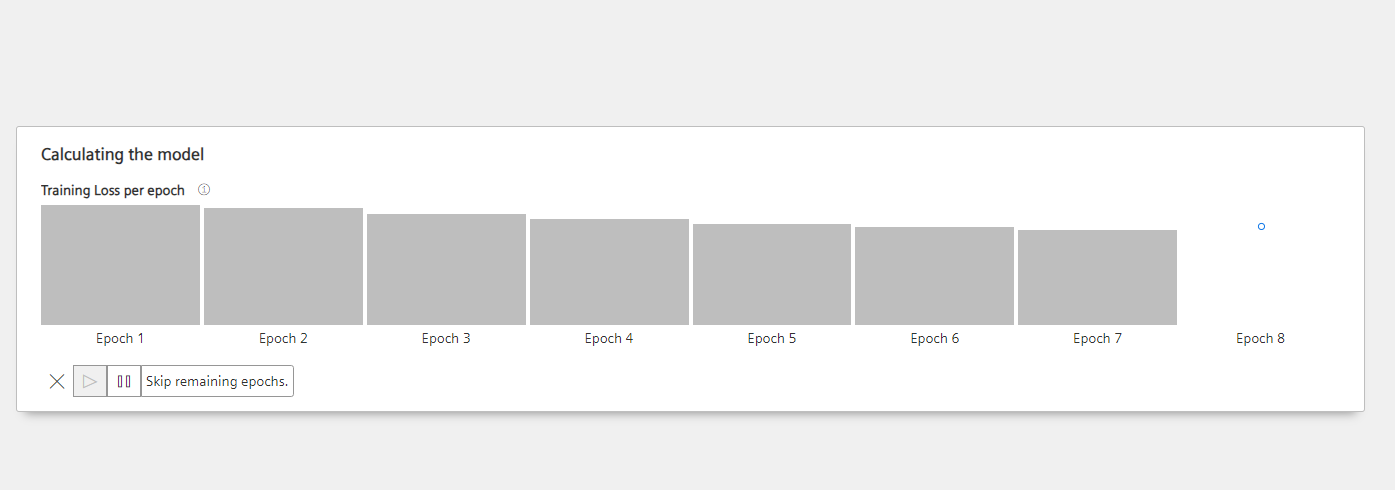 Calculating the model
Training Loss per epoch
Epoch 1 Epoch 2 Epoch 3 Epoch 4 Epoch 5 Epoch 6 Epoch 7 Epoch 8
Skip remaining epochs.